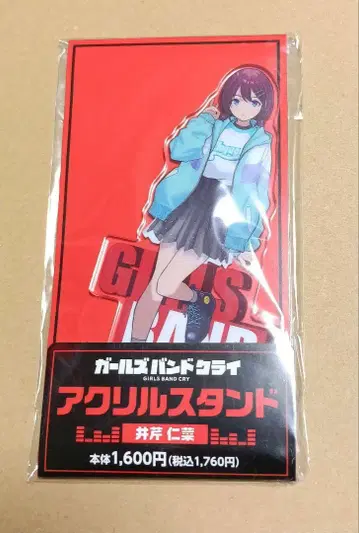 GIRLS
BAND
ガールズバンドクライ
GIRLS BAND CRY
アクリルスタンド
井芹 仁菜
本体1,600円(税込1,760円)